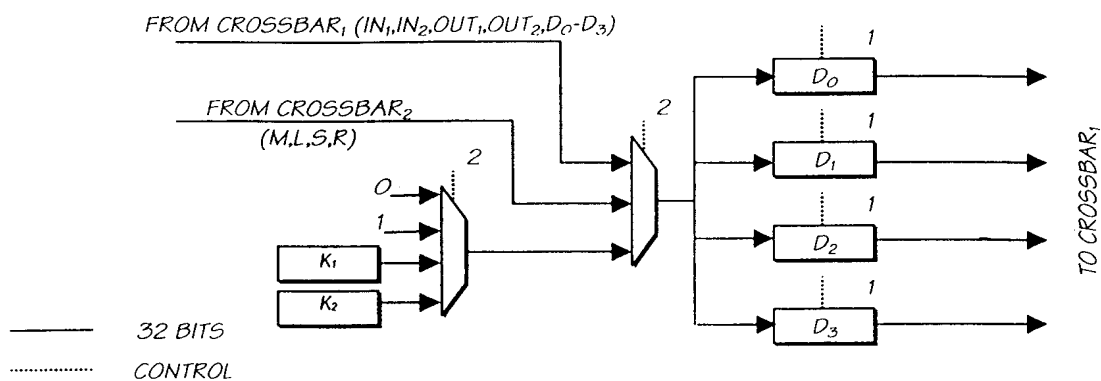 FROM CROSSBAR₁ (IN₁,IN₂,OUT₁,OUT₂,D₀-D₃)
1
D₀
FROM CROSSBAR₂
(M,L,S,R)
2
1
D₁
2
0
1
1
D₂
K₁
K₂
1
D₃
TO CROSSBAR₁
32 BITS
CONTROL